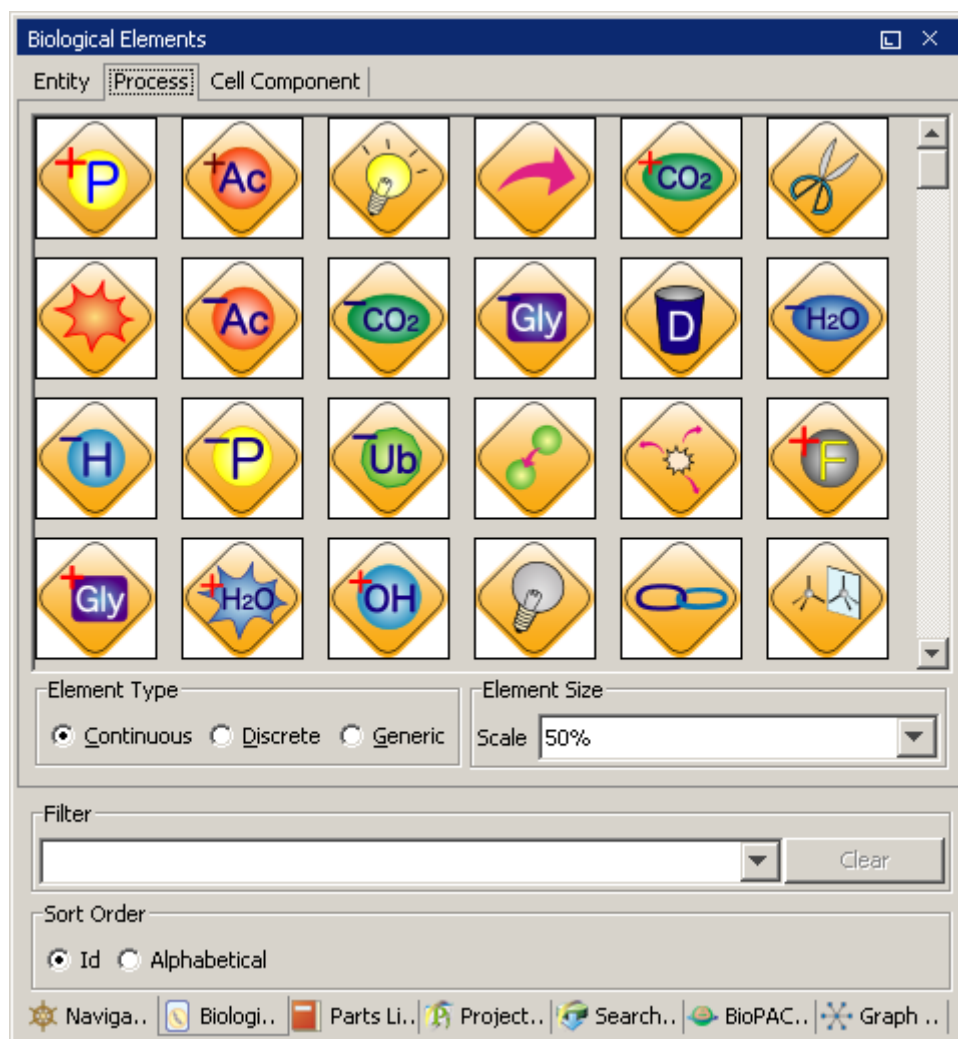 Biological Elements
Entity Process Cell Component
+P +Ac +CO2
−Ac −CO2 −Gly D −H2O
−H −P −Ub +F
+Gly +H2O +OH
Element Type Element Size
Continuous Discrete Generic Scale 50%
Filter
Clear
Sort Order
Id Alphabetical
Naviga.. Biologi.. Parts Li.. Project.. Search.. BioPAC.. Graph ..